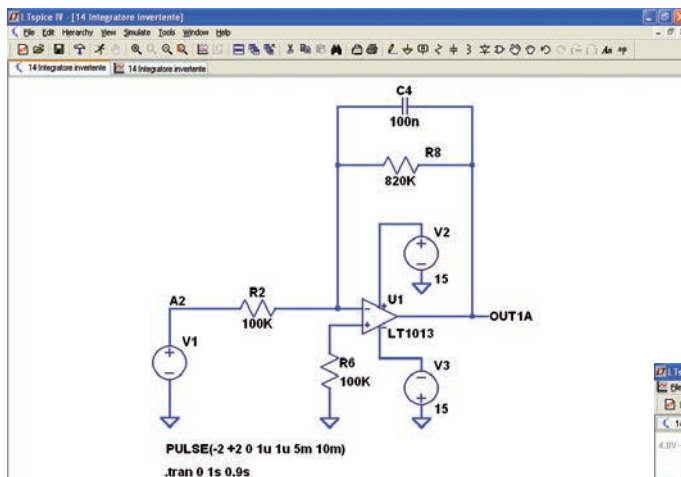 LTspice IV - [14 Integratore invertente]
File Edit Hierarchy View Simulate Tools Window Help
14 Integratore invertente 14 Integratore invertente
C4
100n
R8
820K
V2
15
A2
R2
100K
U1
OUT1A
LT1013
V1
R6
100K
V3
15
PULSE(-2 +2 0 1u 1u 5m 10m)
.tran 0 1s 0.9s
4.0V